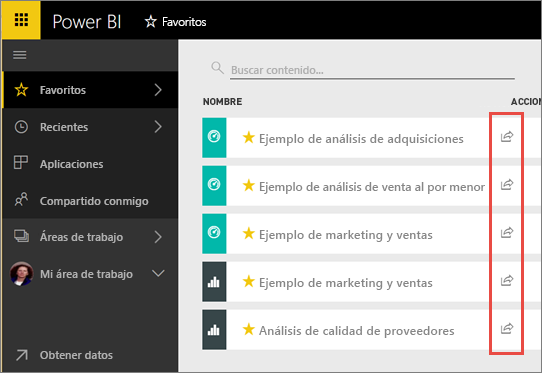 Power BI
Favoritos
Buscar contenido...
Favoritos
NOMBRE
ACCION
Recientes
Ejemplo de análisis de adquisiciones
Aplicaciones
Ejemplo de análisis de venta al por menor
Compartido conmigo
Áreas de trabajo
Ejemplo de marketing y ventas
Mi área de trabajo
Ejemplo de marketing y ventas
Análisis de calidad de proveedores
Obtener datos